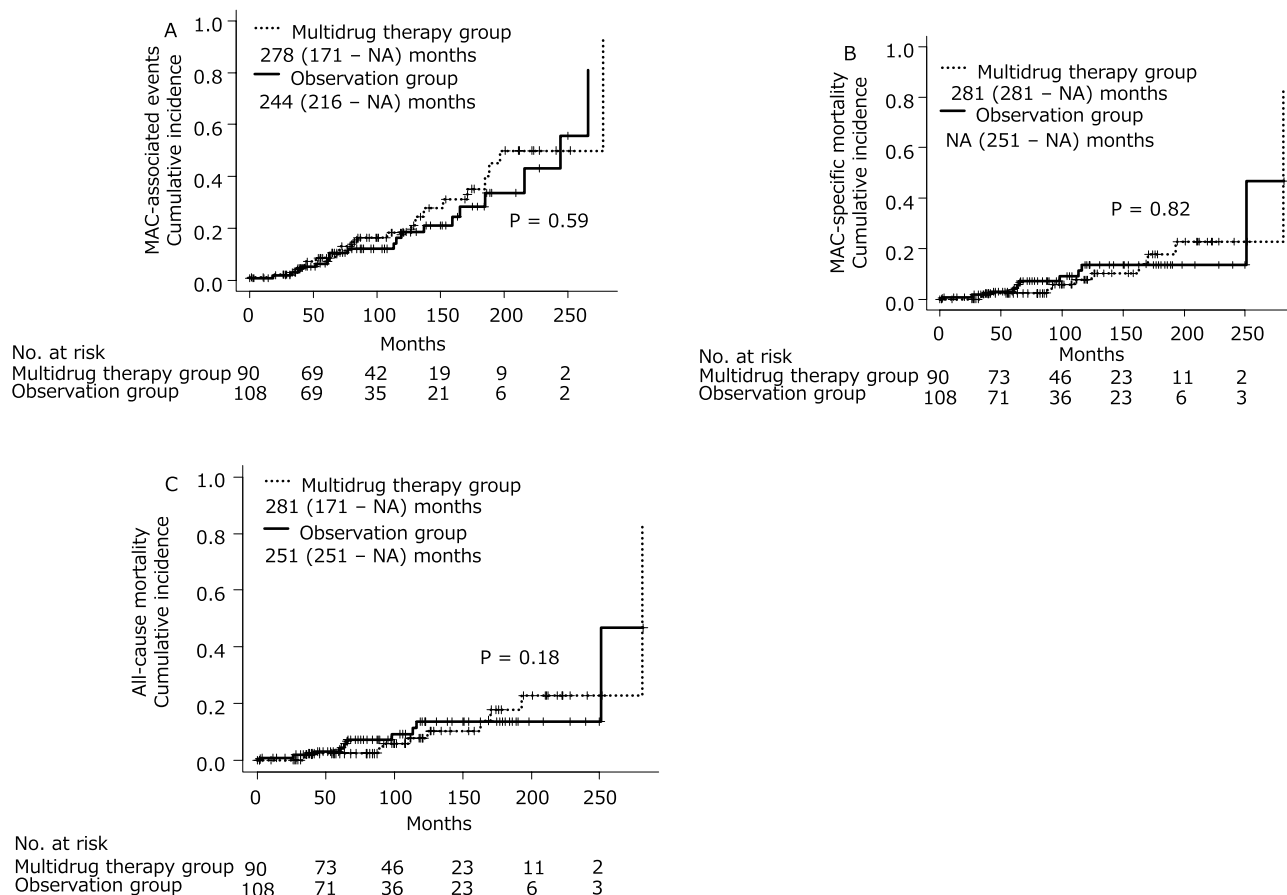 A
MAC-associated events
Cumulative incidence
1.0
0.8
0.6
0.4
0.2
0.0
Multidrug therapy group
278 (171 – NA) months
Observation group
244 (216 – NA) months
P = 0.59
0 50 100 150 200 250
Months
No. at risk
Multidrug therapy group 90 69 42 19 9 2
Observation group 108 69 35 21 6 2
B
MAC-specific mortality
Cumulative incidence
1.0
0.8
0.6
0.4
0.2
0.0
Multidrug therapy group
281 (281 – NA) months
Observation group
NA (251 – NA) months
P = 0.82
0 50 100 150 200 250
Months
No. at risk
Multidrug therapy group 90 73 46 23 11 2
Observation group 108 71 36 23 6 3
C
All-cause mortality
Cumulative incidence
1.0
0.8
0.6
0.4
0.2
0.0
Multidrug therapy group
281 (171 – NA) months
Observation group
251 (251 – NA) months
P = 0.18
0 50 100 150 200 250
Months
No. at risk
Multidrug therapy group 90 73 46 23 11 2
Observation group 108 71 36 23 6 3